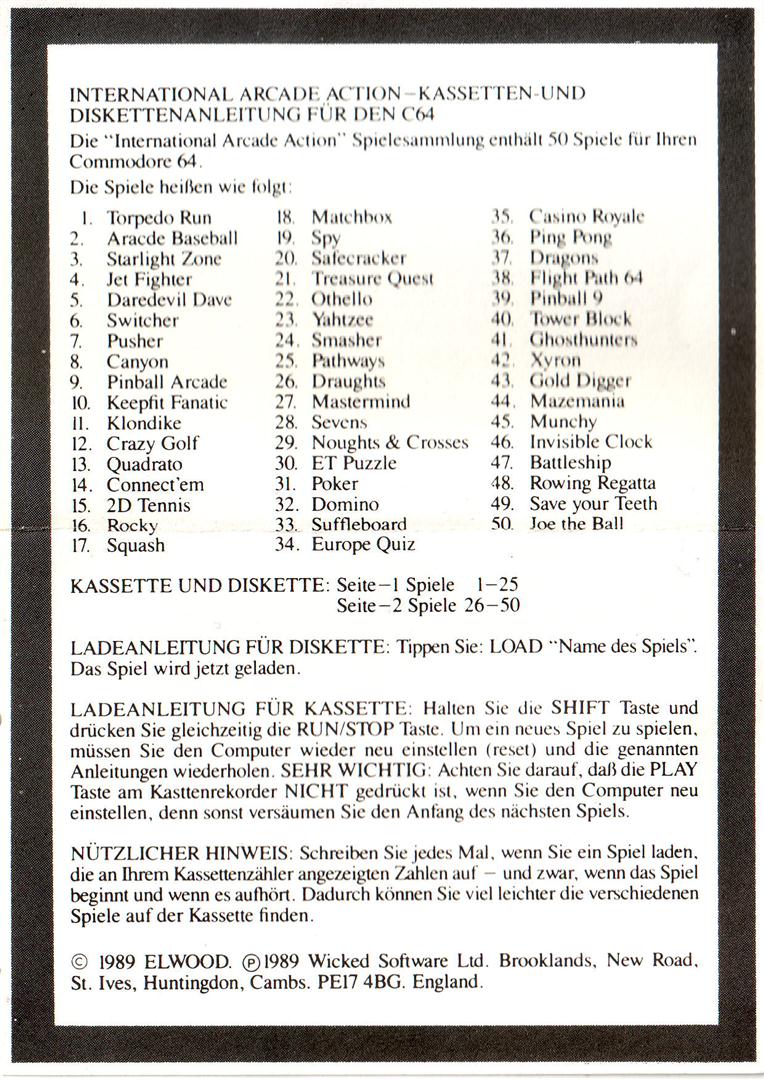 INTERNATIONAL ARCADE ACTION–KASSETTEN-UND
DISKETTENANLEITUNG FÜR DEN C64
Die "International Arcade Action" Spielesammlung enthält 50 Spiele für Ihren
Commodore 64.
Die Spiele heißen wie folgt:
1. Torpedo Run
2. Aracde Baseball
3. Starlight Zone
4. Jet Fighter
5. Daredevil Dave
6. Switcher
7. Pusher
8. Canyon
9. Pinball Arcade
10. Keepfit Fanatic
11. Klondike
12. Crazy Golf
13. Quadrato
14. Connect'em
15. 2D Tennis
16. Rocky
17. Squash
18. Matchbox
19. Spy
20. Safecracker
21. Treasure Quest
22. Othello
23. Yahtzee
24. Smasher
25. Pathways
26. Draughts
27. Mastermind
28. Sevens
29. Noughts & Crosses
30. ET Puzzle
31. Poker
32. Domino
33. Suffleboard
34. Europe Quiz
35. Casino Royale
36. Ping Pong
37. Dragons
38. Flight Path 64
39. Pinball 9
40. Tower Block
41. Ghosthunters
42. Xyron
43. Gold Digger
44. Mazemania
45. Munchy
46. Invisible Clock
47. Battleship
48. Rowing Regatta
49. Save your Teeth
50. Joe the Ball
KASSETTE UND DISKETTE: Seite–1 Spiele 1–25
Seite–2 Spiele 26–50
LADEANLEITUNG FÜR DISKETTE: Tippen Sie: LOAD "Name des Spiels".
Das Spiel wird jetzt geladen.
LADEANLEITUNG FÜR KASSETTE: Halten Sie die SHIFT Taste und
drücken Sie gleichzeitig die RUN/STOP Taste. Um ein neues Spiel zu spielen,
müssen Sie den Computer wieder neu einstellen (reset) und die genannten
Anleitungen wiederholen. SEHR WICHTIG: Achten Sie darauf, daß die PLAY
Taste am Kasttenrekorder NICHT gedrückt ist, wenn Sie den Computer neu
einstellen, denn sonst versäumen Sie den Anfang des nächsten Spiels.
NÜTZLICHER HINWEIS: Schreiben Sie jedes Mal, wenn Sie ein Spiel laden,
die an Ihrem Kassettenzähler angezeigten Zahlen auf – und zwar, wenn das Spiel
beginnt und wenn es aufhört. Dadurch können Sie viel leichter die verschiedenen
Spiele auf der Kassette finden.
© 1989 ELWOOD. ℗1989 Wicked Software Ltd. Brooklands, New Road,
St. Ives, Huntingdon, Cambs. PE17 4BG. England.